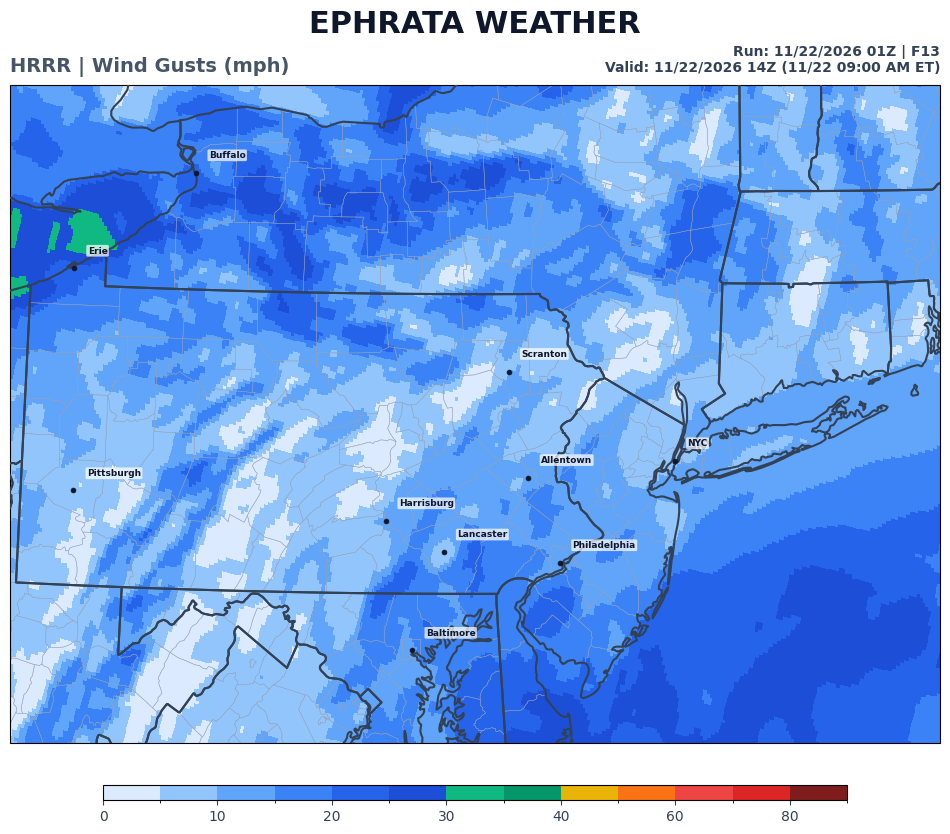 EPHRATA WEATHER
HRRR | Wind Gusts (mph)
Run: 11/22/2026 01Z | F13
Valid: 11/22/2026 14Z (11/22 09:00 AM ET)
Buffalo
Erie
Scranton
NYC
Pittsburgh
Allentown
Harrisburg
Lancaster
Philadelphia
Baltimore
0 10 20 30 40 50 60 70 80